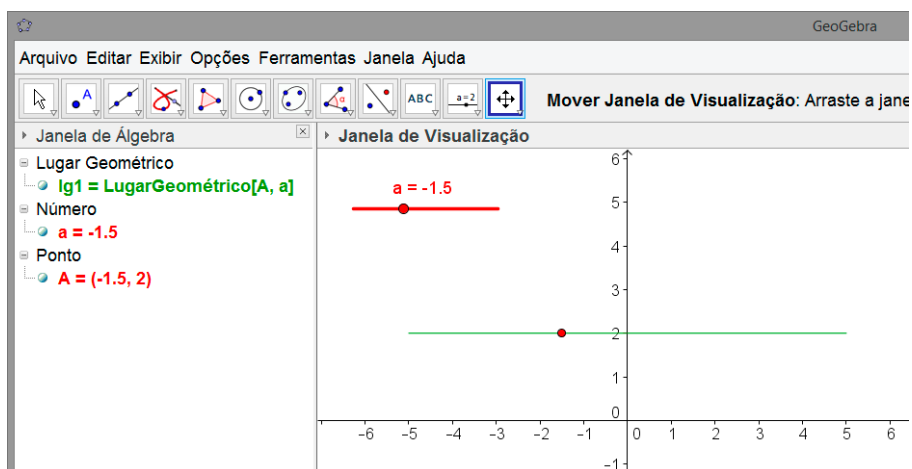 GeoGebra
Arquivo Editar Exibir Opções Ferramentas Janela Ajuda
A
α
ABC
a=2
Mover Janela de Visualização: Arraste a jane
Janela de Álgebra
Janela de Visualização
Lugar Geométrico
lg1 = LugarGeométrico[A, a]
Número
a = -1.5
Ponto
A = (-1.5, 2)
a = -1.5
6
5
4
3
2
1
0
-6 -5 -4 -3 -2 -1 0 1 2 3 4 5 6
-1